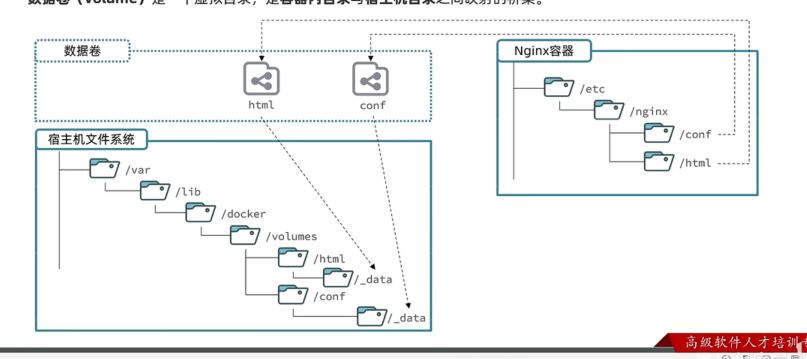 数据卷（volume）是一个虚拟目录，是容器内目录与宿主机目录之间映射的桥梁。
数据卷
html
conf
Nginx容器
/etc
/nginx
/conf
/html
宿主机文件系统
/var
/lib
/docker
/volumes
/html
/_data
/conf
/_data
高级软件人才培训